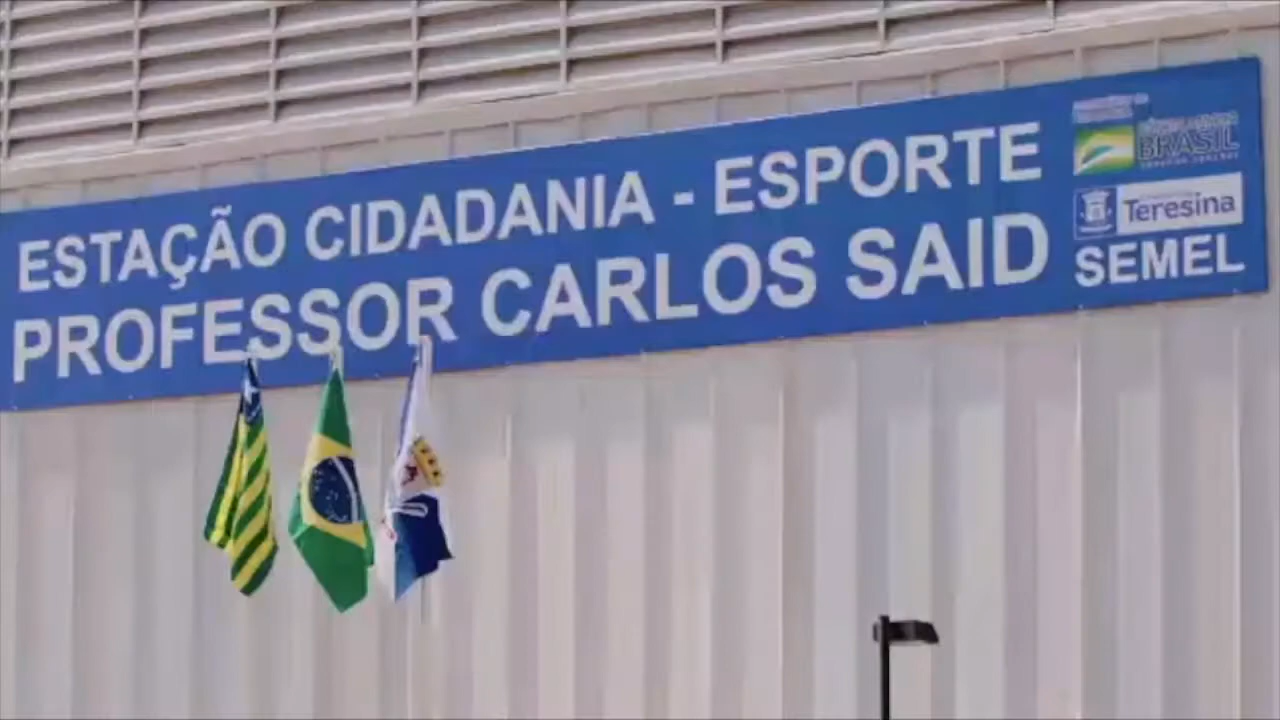 ESTAÇÃO CIDADANIA - ESPORTE
PROFESSOR CARLOS SAID
BRASIL
Teresina
SEMEL